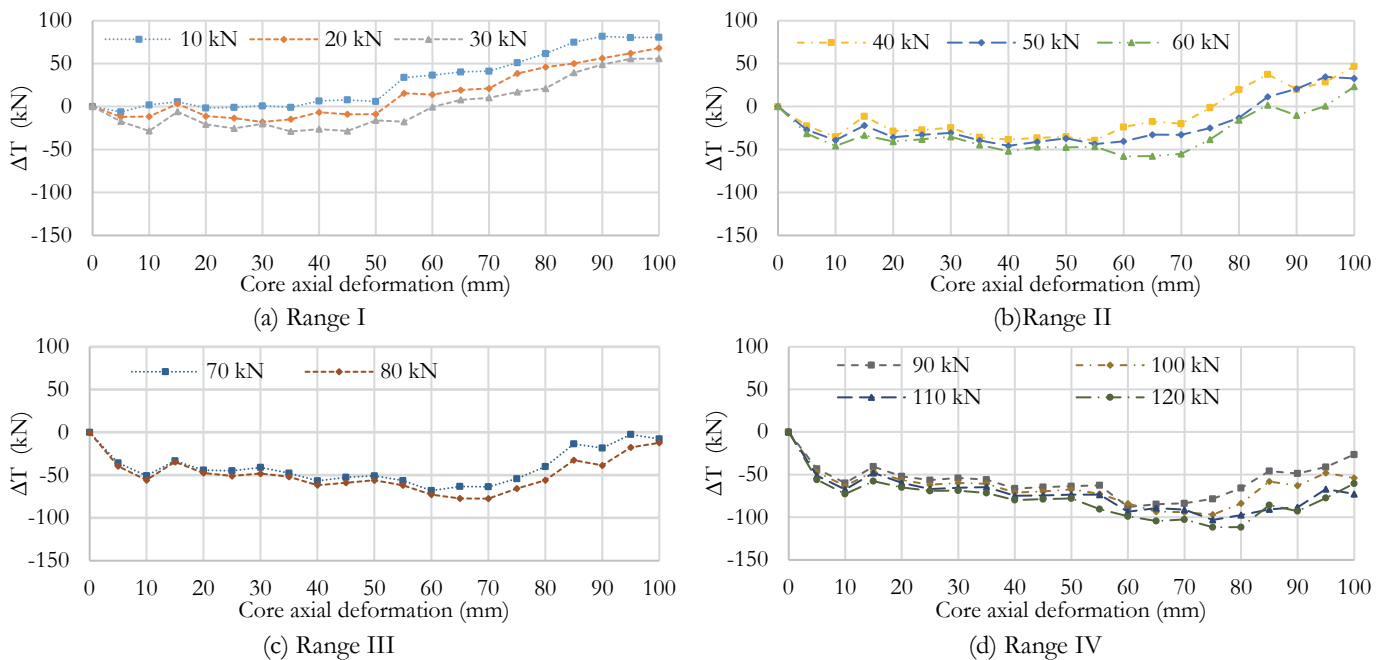 100
50
0
-50
-100
-150
ΔT (kN)
10 kN 20 kN 30 kN
0 10 20 30 40 50 60 70 80 90 100
Core axial deformation (mm)
(a) Range I
100
50
0
-50
-100
-150
ΔT (kN)
40 kN 50 kN 60 kN
0 10 20 30 40 50 60 70 80 90 100
Core axial deformation (mm)
(b)Range II
100
50
0
-50
-100
-150
ΔT (kN)
70 kN 80 kN
0 10 20 30 40 50 60 70 80 90 100
Core axial deformation (mm)
(c) Range III
100
50
0
-50
-100
-150
ΔT (kN)
90 kN 100 kN
110 kN 120 kN
0 10 20 30 40 50 60 70 80 90 100
Core axial deformation (mm)
(d) Range IV